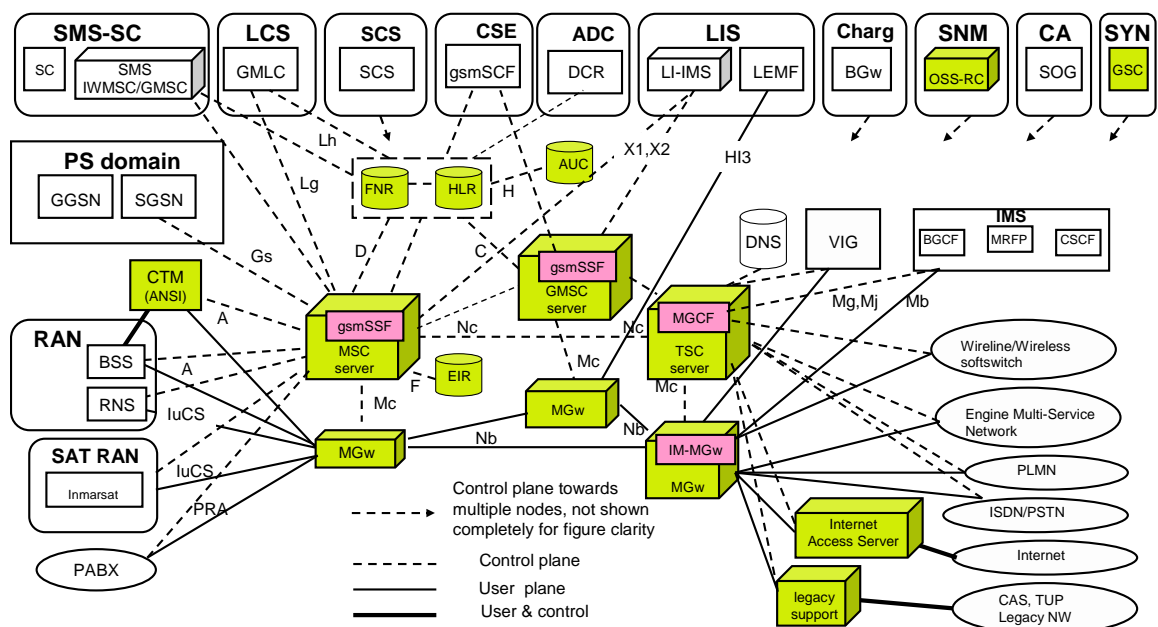 SMS-SC
LCS
SCS
CSE
ADC
LIS
Charg
SNM
CA
SYN
SC
SMS
IWMSC/GMSC
GMLC
SCS
gsmSCF
DCR
LI-IMS
LEMF
BGw
OSS-RC
SOG
GSC
Lh
X1,X2
HI3
PS domain
GGSN
SGSN
Lg
FNR
HLR
H
AUC
Gs
D
C
DNS
VIG
IMS
BGCF
MRFP
CSCF
CTM
(ANSI)
gsmSSF
GMSC
server
Mg,Mj
Mb
A
gsmSSF
MSC
server
Nc
Nc
MGCF
TSC
server
RAN
BSS
RNS
A
IuCS
F
EIR
Mc
Mc
Mc
Wireline/Wireless
softswitch
MGw
Engine Multi-Service
Network
MGw
Nb
Nb
IM-MGw
MGw
SAT RAN
Inmarsat
IuCS
PRA
PLMN
ISDN/PSTN
Control plane towards
multiple nodes, not shown
completely for figure clarity
Control plane
User plane
User & control
Internet
Access Server
Internet
PABX
legacy
support
CAS, TUP
Legacy NW